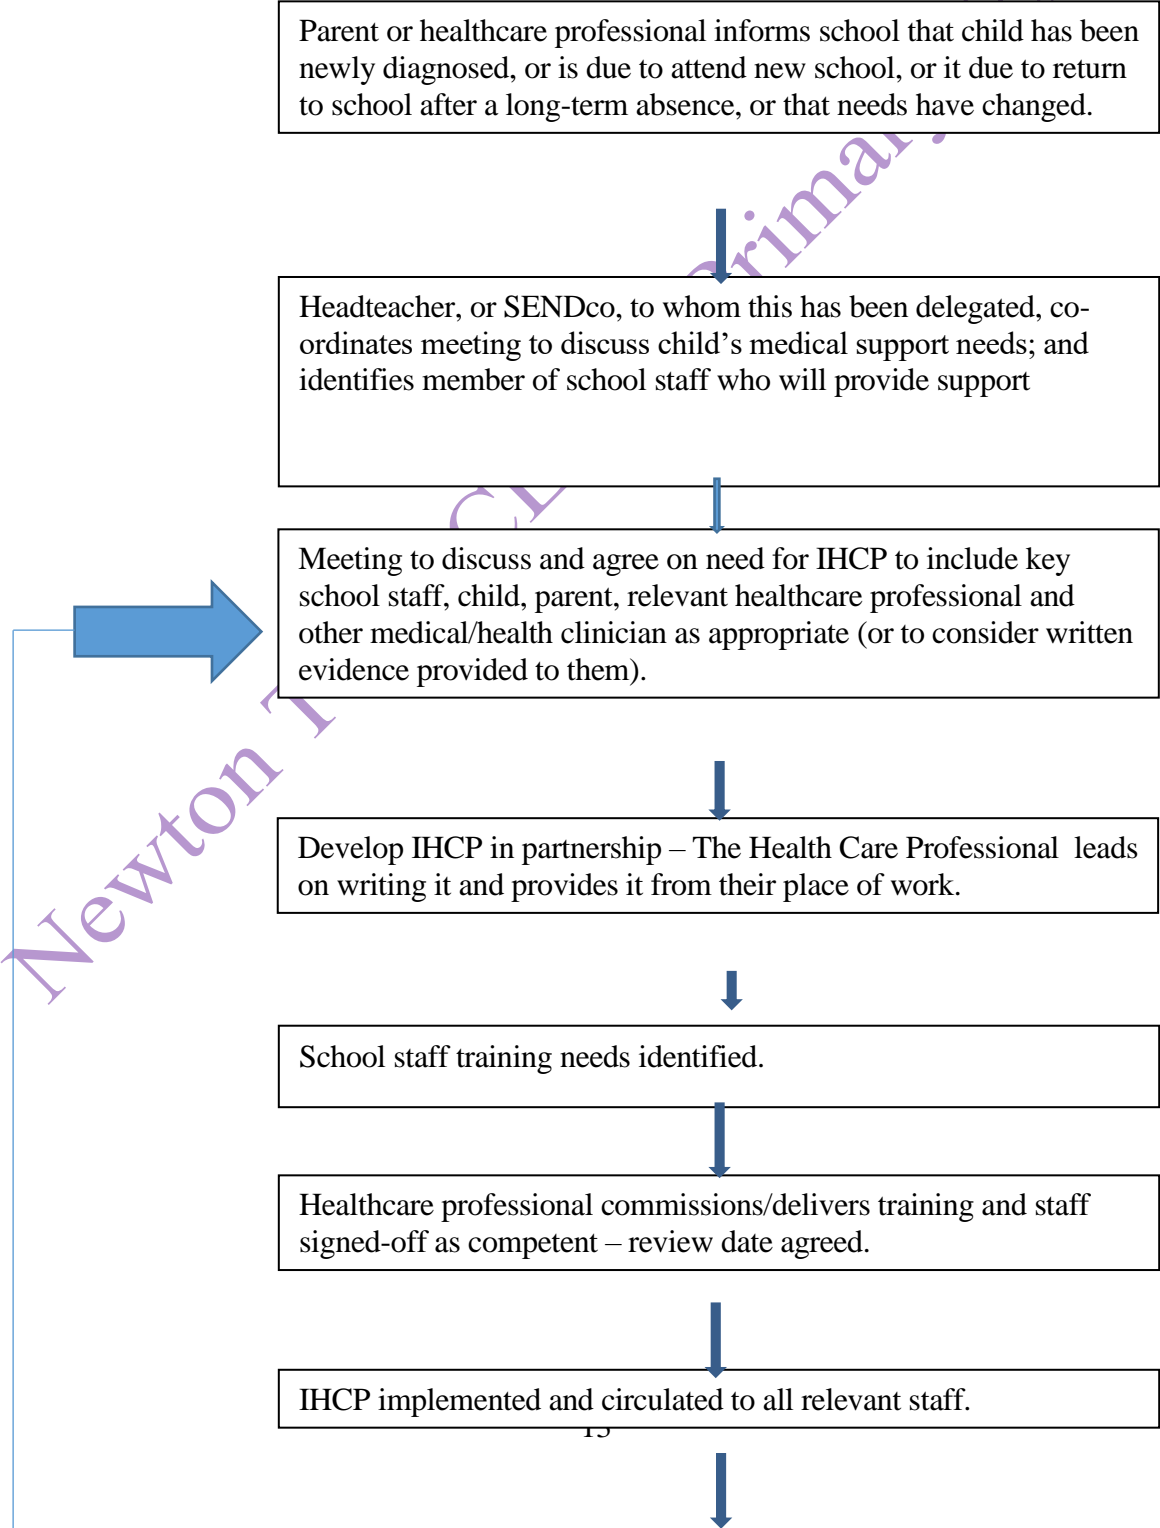 Parent or healthcare professional informs school that child has been
newly diagnosed, or is due to attend new school, or it due to return
to school after a long-term absence, or that needs have changed.
Headteacher, or SENDco, to whom this has been delegated, co-
ordinates meeting to discuss child’s medical support needs; and
identifies member of school staff who will provide support
Meeting to discuss and agree on need for IHCP to include key
school staff, child, parent, relevant healthcare professional and
other medical/health clinician as appropriate (or to consider written
evidence provided to them).
Develop IHCP in partnership – The Health Care Professional  leads
on writing it and provides it from their place of work.
School staff training needs identified.
Healthcare professional commissions/delivers training and staff
signed-off as competent – review date agreed.
IHCP implemented and circulated to all relevant staff.
Newton